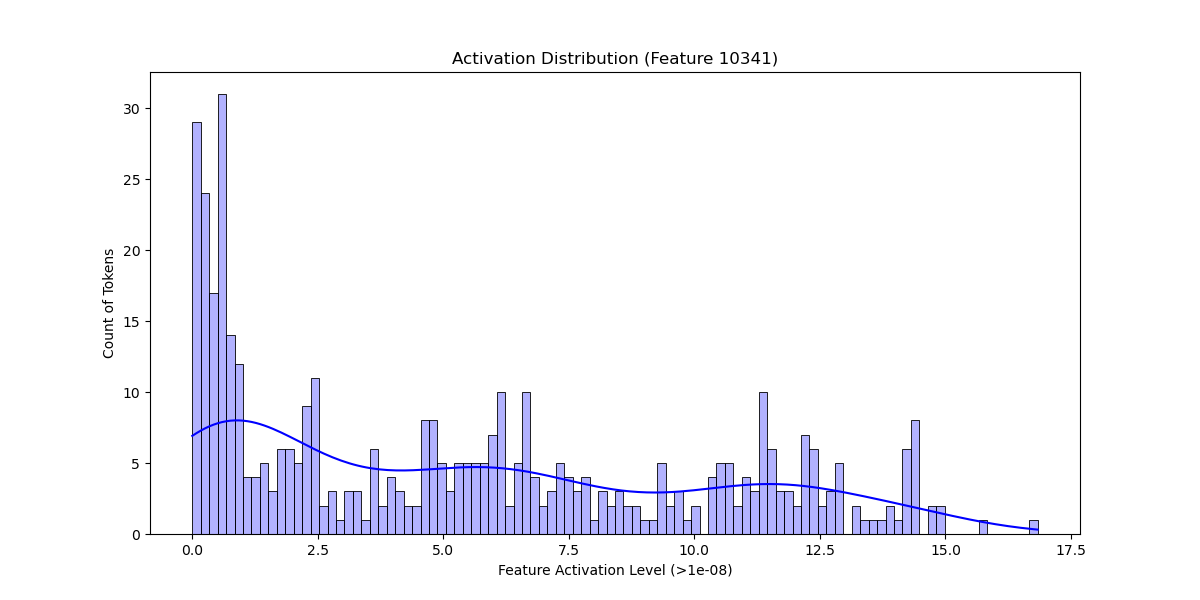 Activation Distribution (Feature 10341)
Count of Tokens
30
25
20
15
10
5
0
0.0 2.5 5.0 7.5 10.0 12.5 15.0 17.5
Feature Activation Level (>1e-08)